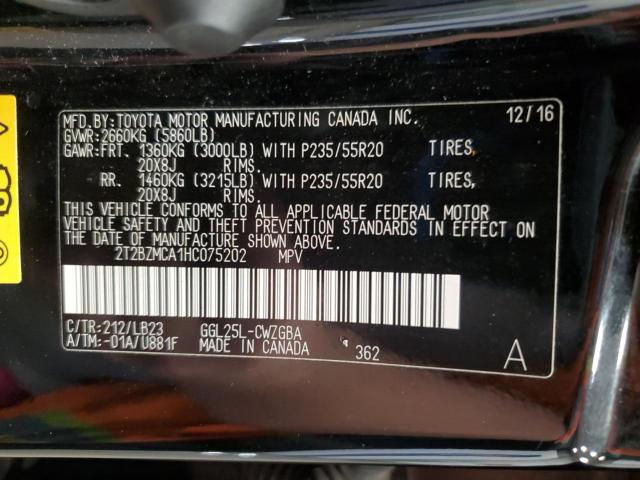 MFD.BY:TOYOTA MOTOR MANUFACTURING CANADA INC. 12/16
GVWR:2660KG (5860LB)
GAWR:FRT. 1360KG (3000LB) WITH P235/55R20 TIRES,
20X8J RIMS.
RR. 1460KG (3215LB) WITH P235/55R20 TIRES,
20X8J RIMS.
THIS VEHICLE CONFORMS TO ALL APPLICABLE FEDERAL MOTOR
VEHICLE SAFETY AND THEFT PREVENTION STANDARDS IN EFFECT ON
THE DATE OF MANUFACTURE SHOWN ABOVE.
2T2BZMCA1HC075202 MPV
C/TR:212/LB23 GGL25L-CWZGBA
A/TM:-01A/U881F MADE IN CANADA 362 A